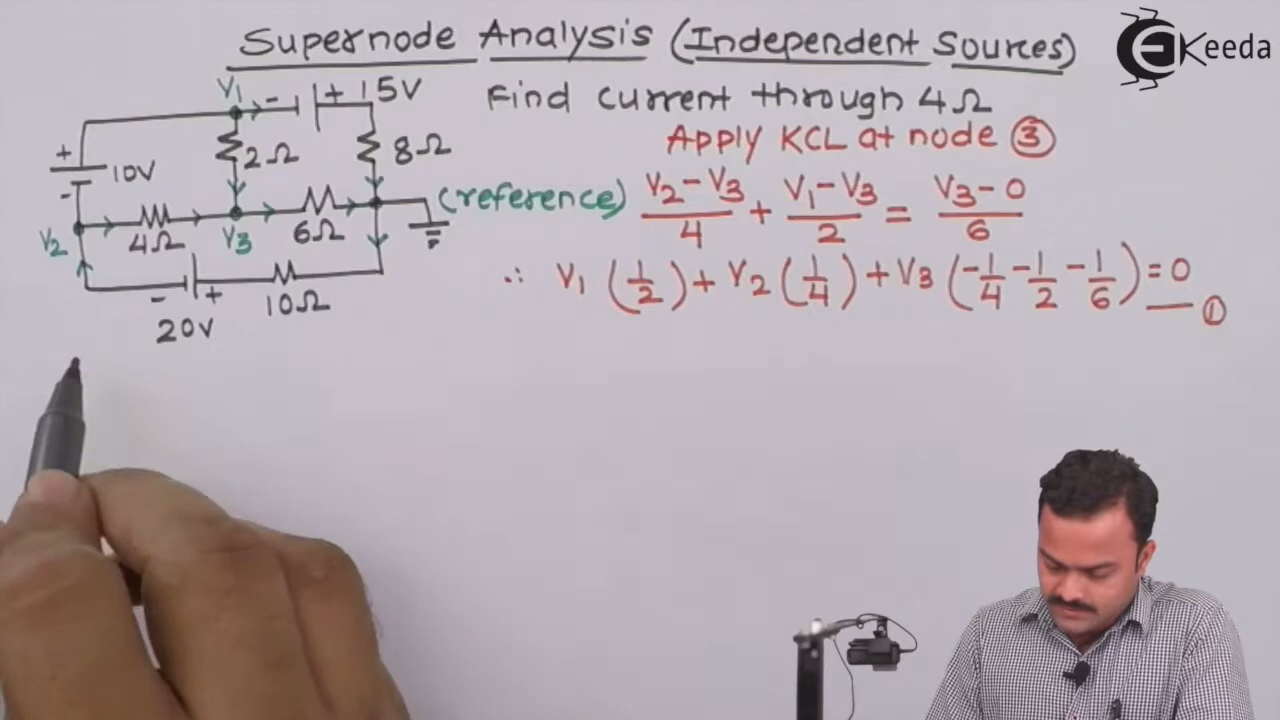 Supernode Analysis (Independent Sources)
Keeda
Find current through 4Ω
V1
- + 15V
+
10V
-
2Ω
8Ω
V2
4Ω
V3
6Ω
(reference)
- +
20V
10Ω
Apply KCL at node ③
V2-V3/4 + V1-V3/2 = V3-0/6
∴ V1 (1/2) + V2 (1/4) + V3 (-1/4 -1/2 -1/6) = 0 — ①